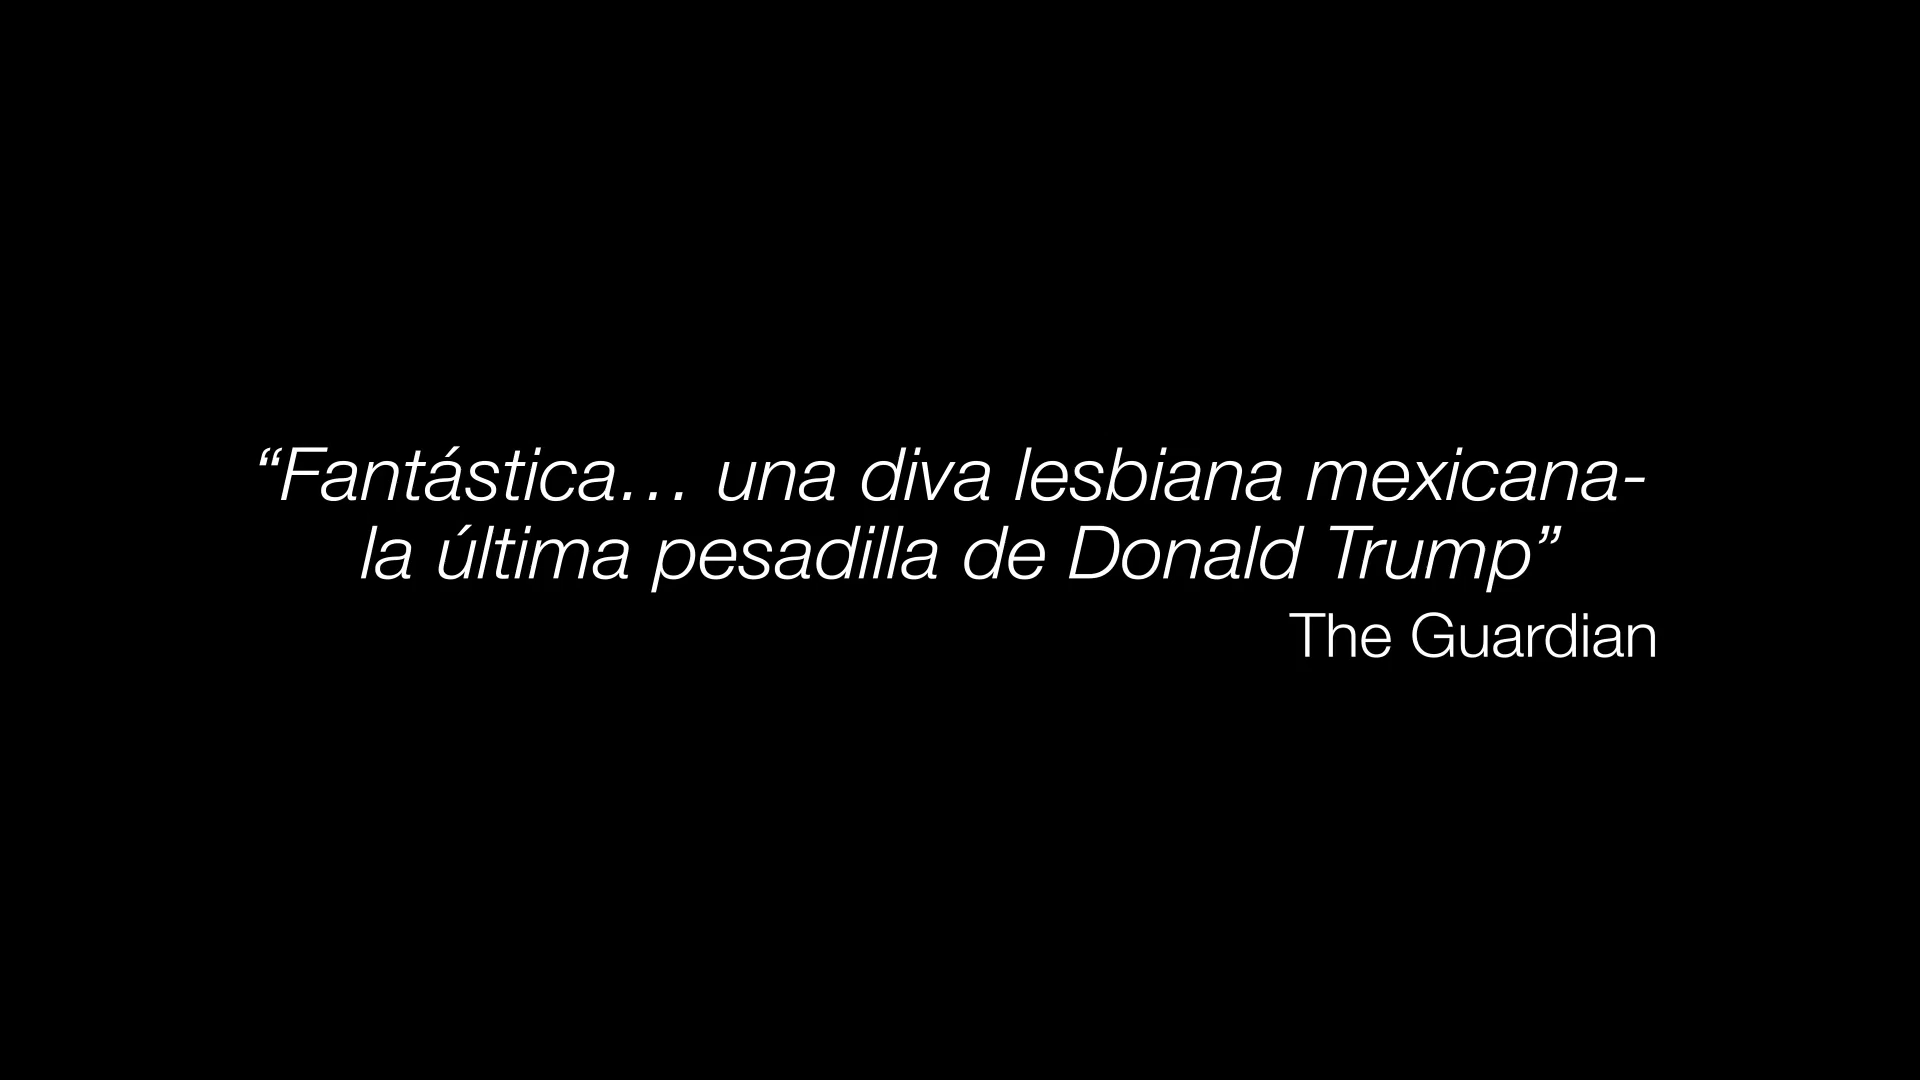 “Fantástica… una diva lesbiana mexicana-
la última pesadilla de Donald Trump”
The Guardian